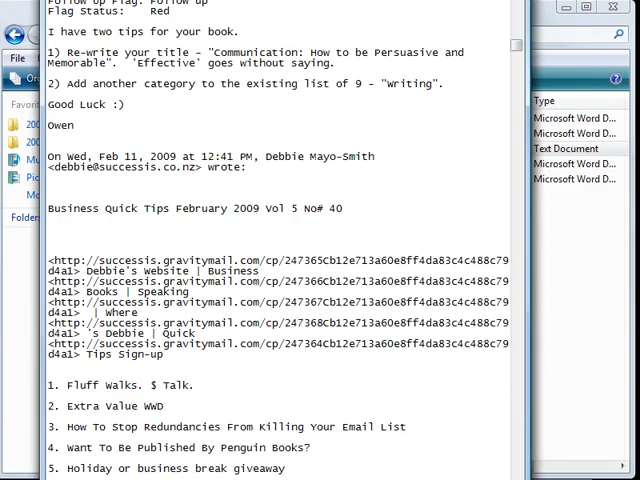 Follow Up Flag: Follow up
Flag Status: Red
I have two tips for your book.
1) Re-write your title - "Communication: How to be Persuasive and
Memorable". 'Effective' goes without saying.
2) Add another category to the existing list of 9 - "Writing".
Good Luck :)
Owen
On Wed, Feb 11, 2009 at 12:41 PM, Debbie Mayo-Smith
<debbie@successis.co.nz> wrote:
Business Quick Tips February 2009 Vol 5 No# 40
<http://successis.gravitymail.com/cp/247365Cb12e713a60e8ff4da83c4c488c79
d4a1> Debbie's Website | Business
<http://successis.gravitymail.com/cp/247366Cb12e713a60e8ff4da83c4c488c79
d4a1> Books | Speaking
<http://successis.gravitymail.com/cp/247367Cb12e713a60e8ff4da83c4c488c79
d4a1> | Where
<http://successis.gravitymail.com/cp/247368Cb12e713a60e8ff4da83c4c488c79
d4a1> 's Debbie | Quick
<http://successis.gravitymail.com/cp/247364Cb12e713a60e8ff4da83c4c488c79
d4a1> Tips Sign-up
1. Fluff Walks. $ Talk.
2. Extra Value WWD
3. How To Stop Redundancies From Killing Your Email List
4. Want To Be Published By Penguin Books?
5. Holiday or business break giveaway
File
Or
Favorit
200
200
Mu
Pic
Mo
Folders
Type
Microsoft Word D...
Microsoft Word D...
Text Document
Microsoft Word D...
Microsoft Word D...